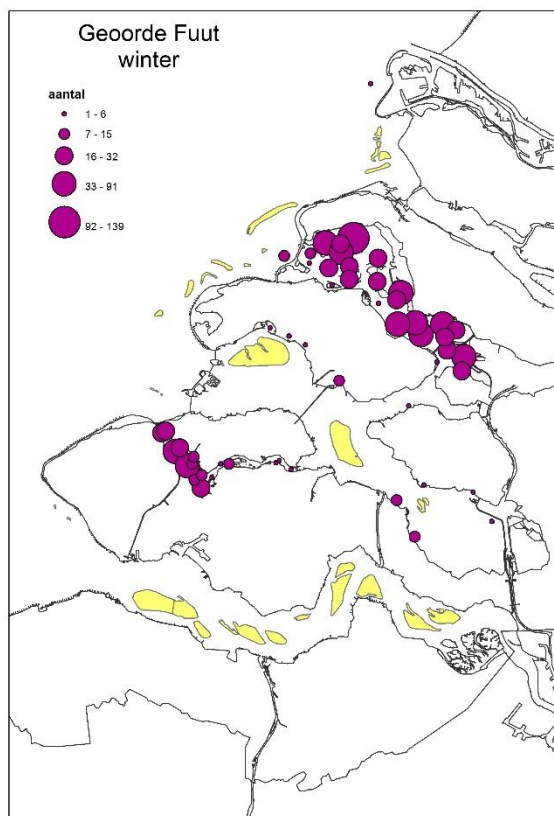 Geoorde Fuut
winter
aantal
1 - 6
7 - 15
16 - 32
33 - 91
92 - 139